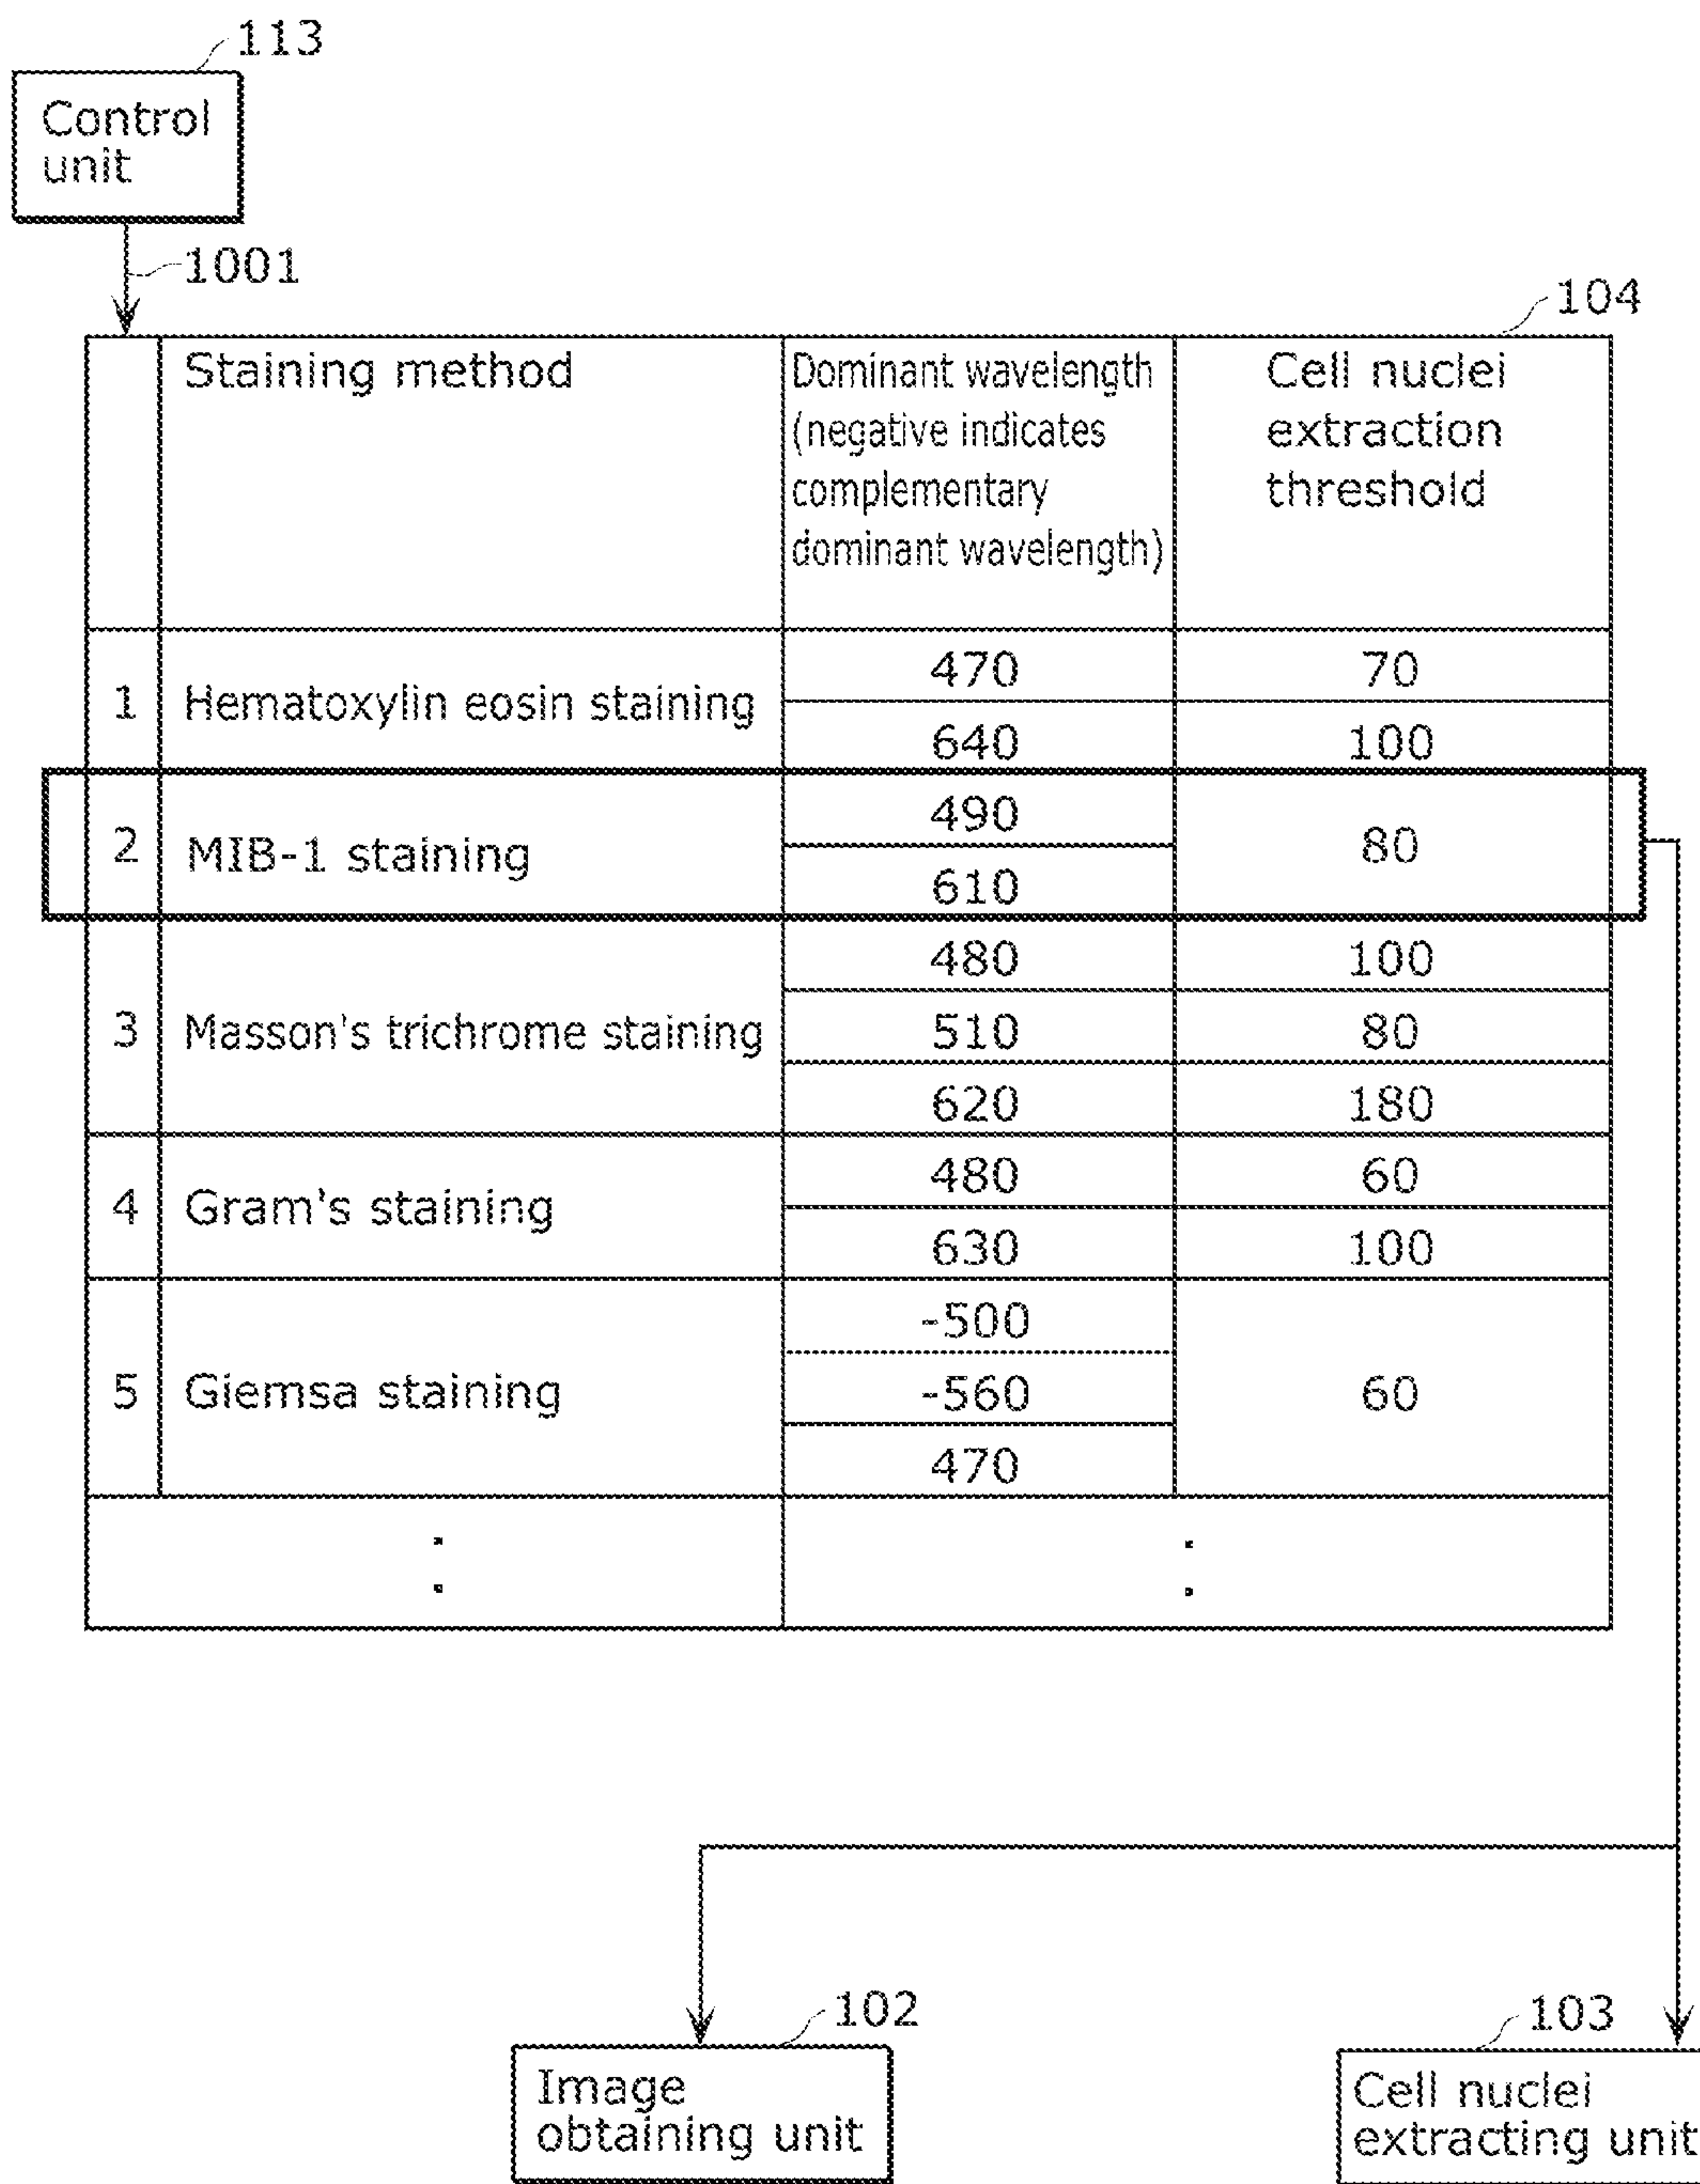 113
Control
unit
1001
104
Staining method
Dominant wavelength
(negative indicates
complementary
dominant wavelength)
Cell nuclei
extraction
threshold
1 Hematoxylin eosin staining
470 70
640 100
2 MIB-1 staining
490
610
80
3 Masson's trichrome staining
480 100
510 80
620 180
4 Gram's staining
480 60
630 100
5 Giemsa staining
-500
-560
470
60
:
:
102
Image
obtaining unit
103
Cell nuclei
extracting unit